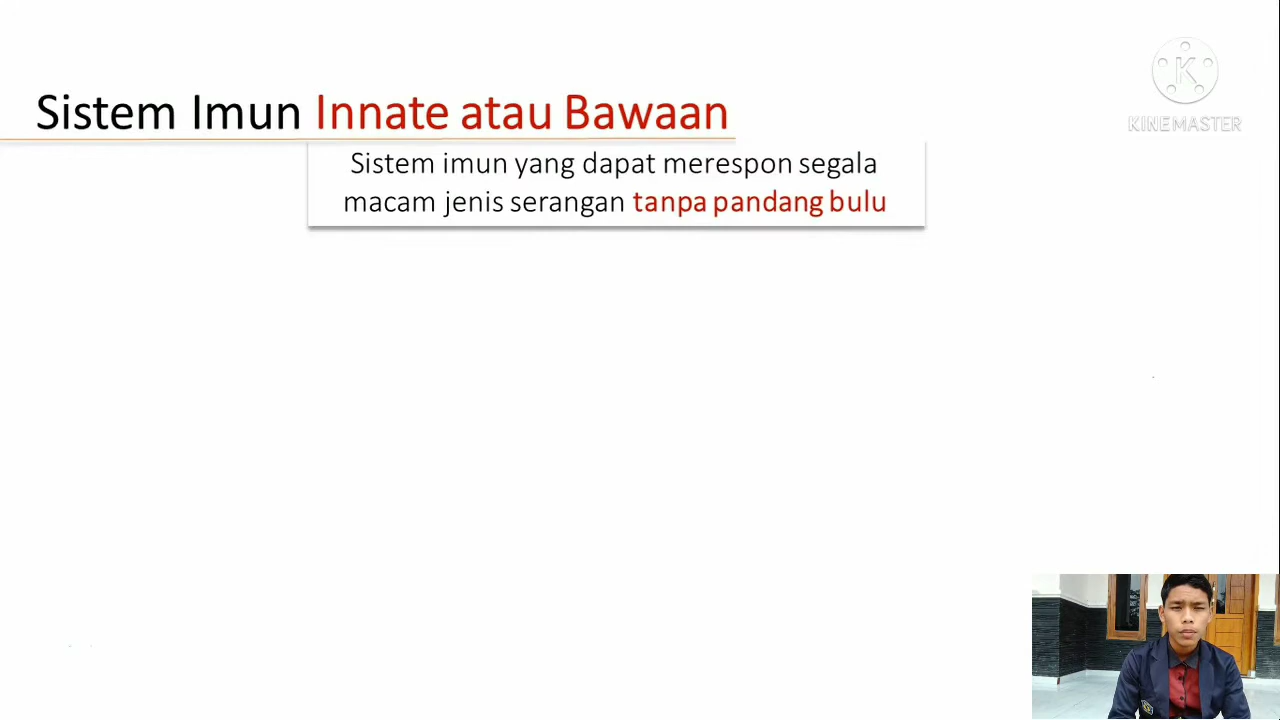 Sistem Imun Innate atau Bawaan
Sistem imun yang dapat merespon segala
macam jenis serangan tanpa pandang bulu
K
KINEMASTER